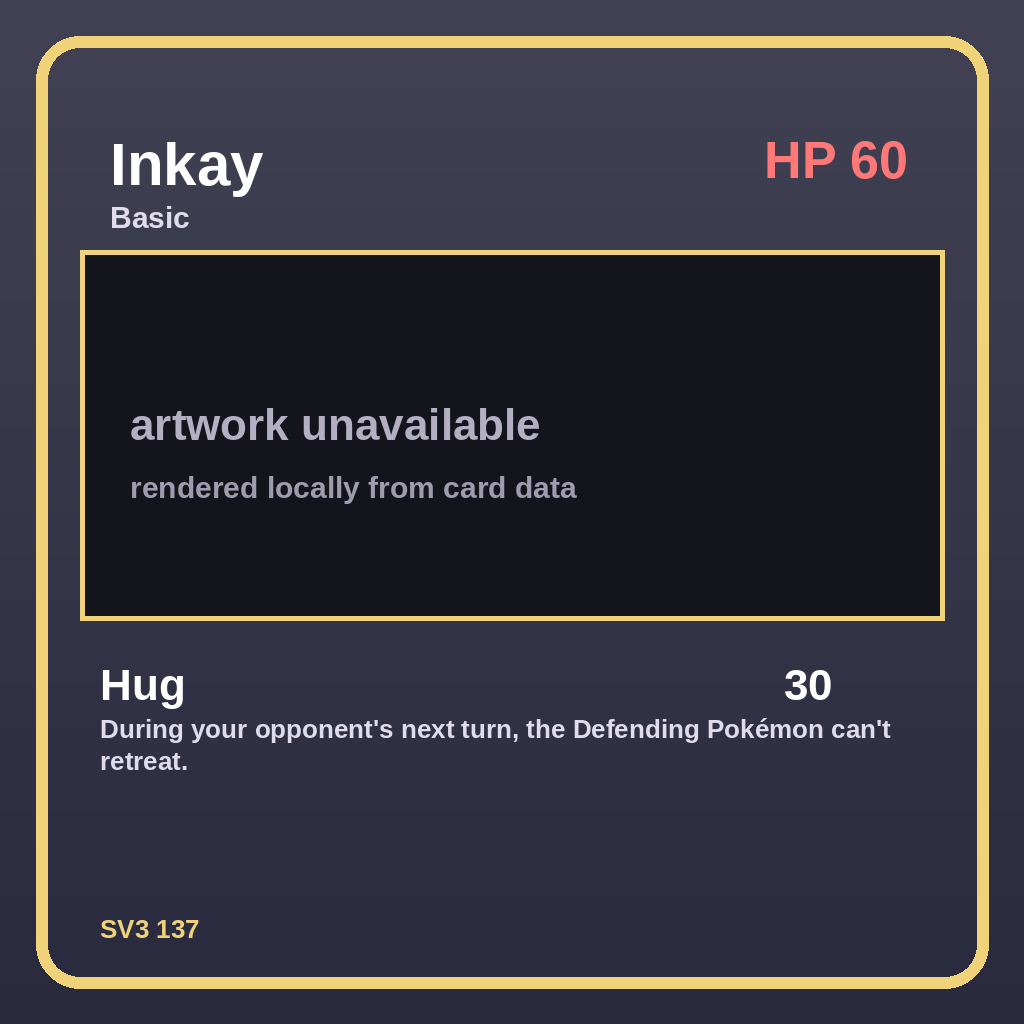 Inkay
HP 60
Basic
artwork unavailable
rendered locally from card data
Hug
30
During your opponent's next turn, the Defending Pokémon can't
retreat.
SV3 137